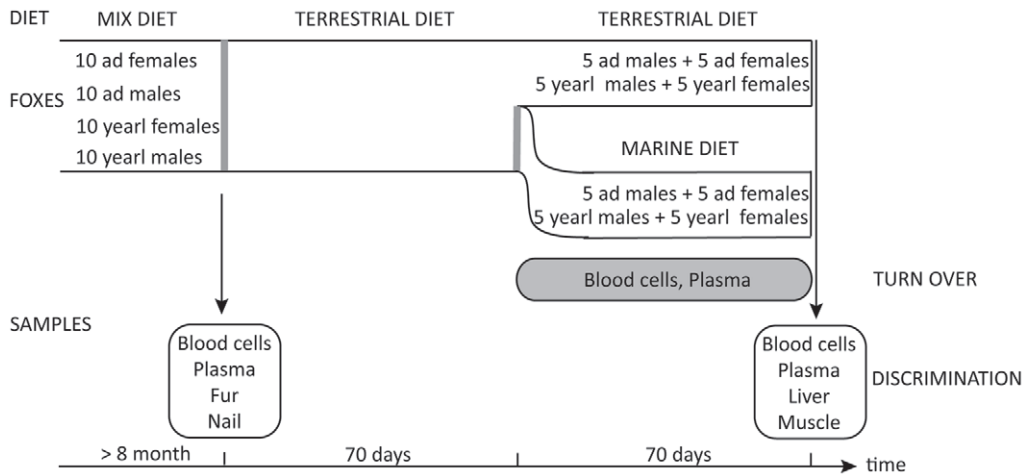 DIET MIX DIET TERRESTRIAL DIET TERRESTRIAL DIET
FOXES
10 ad females
10 ad males
10 yearl females
10 yearl males
5 ad males + 5 ad females
5 yearl males + 5 yearl females
MARINE DIET
5 ad males + 5 ad females
5 yearl males + 5 yearl females
Blood cells, Plasma
TURN OVER
SAMPLES
Blood cells
Plasma
Fur
Nail
Blood cells
Plasma
Liver
Muscle
DISCRIMINATION
> 8 month 70 days 70 days time